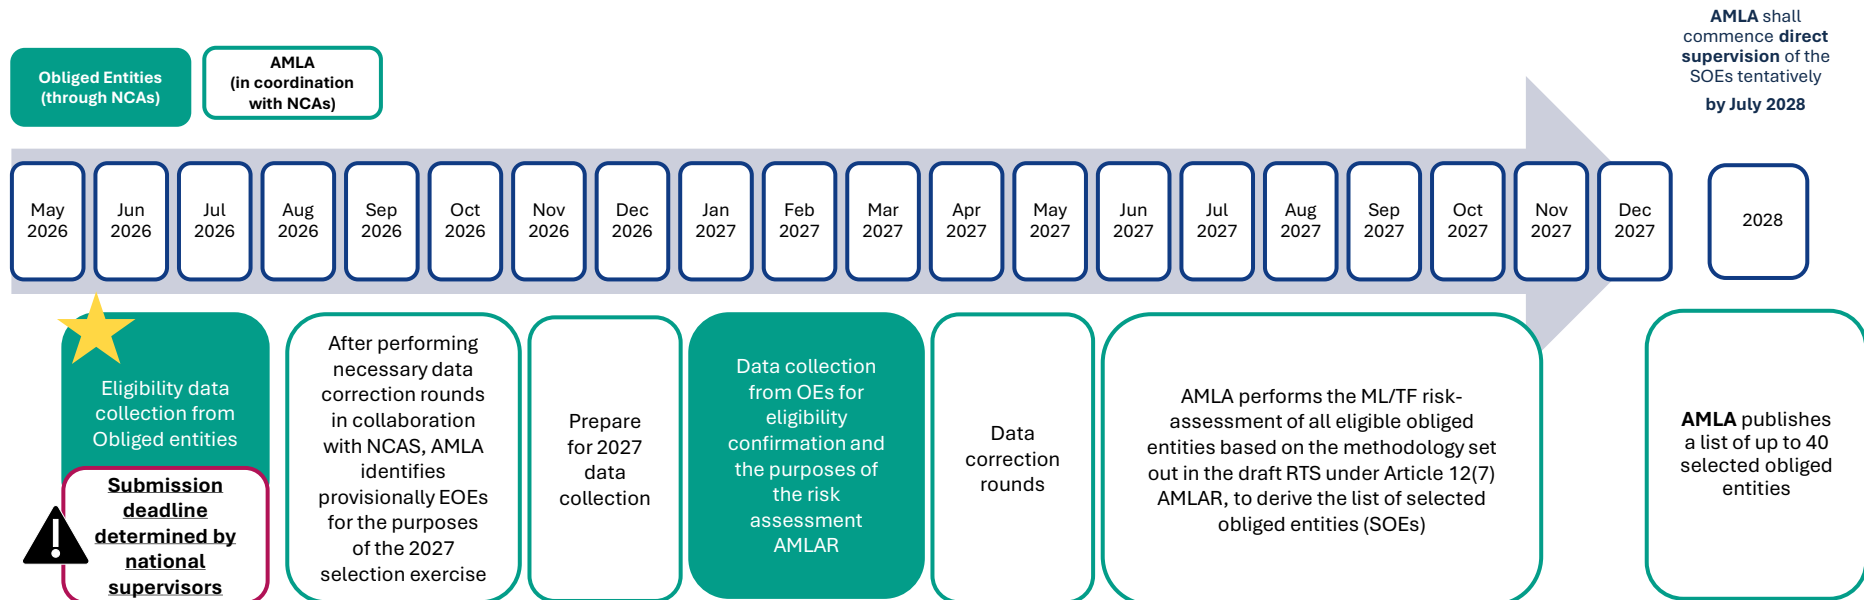 Obliged Entities
(through NCAs)
AMLA
(in coordination
with NCAs)
AMLA shall
commence direct
supervision of the
SOEs tentatively
by July 2028
May
2026
Jun
2026
Jul
2026
Aug
2026
Sep
2026
Oct
2026
Nov
2026
Dec
2026
Jan
2027
Feb
2027
Mar
2027
Apr
2027
May
2027
Jun
2027
Jul
2027
Aug
2027
Sep
2027
Oct
2027
Nov
2027
Dec
2027
2028
Eligibility data
collection from
Obliged entities
Submission
deadline
determined by
national
supervisors
After performing
necessary data
correction rounds
in collaboration
with NCAS, AMLA
identifies
provisionally EOEs
for the purposes
of the 2027
selection exercise
Prepare
for 2027
data
collection
Data collection
from OEs for
eligibility
confirmation and
the purposes of
the risk
assessment
AMLAR
Data
correction
rounds
AMLA performs the ML/TF risk-
assessment of all eligible obliged
entities based on the methodology set
out in the draft RTS under Article 12(7)
AMLAR, to derive the list of selected
obliged entities (SOEs)
AMLA publishes
a list of up to 40
selected obliged
entities